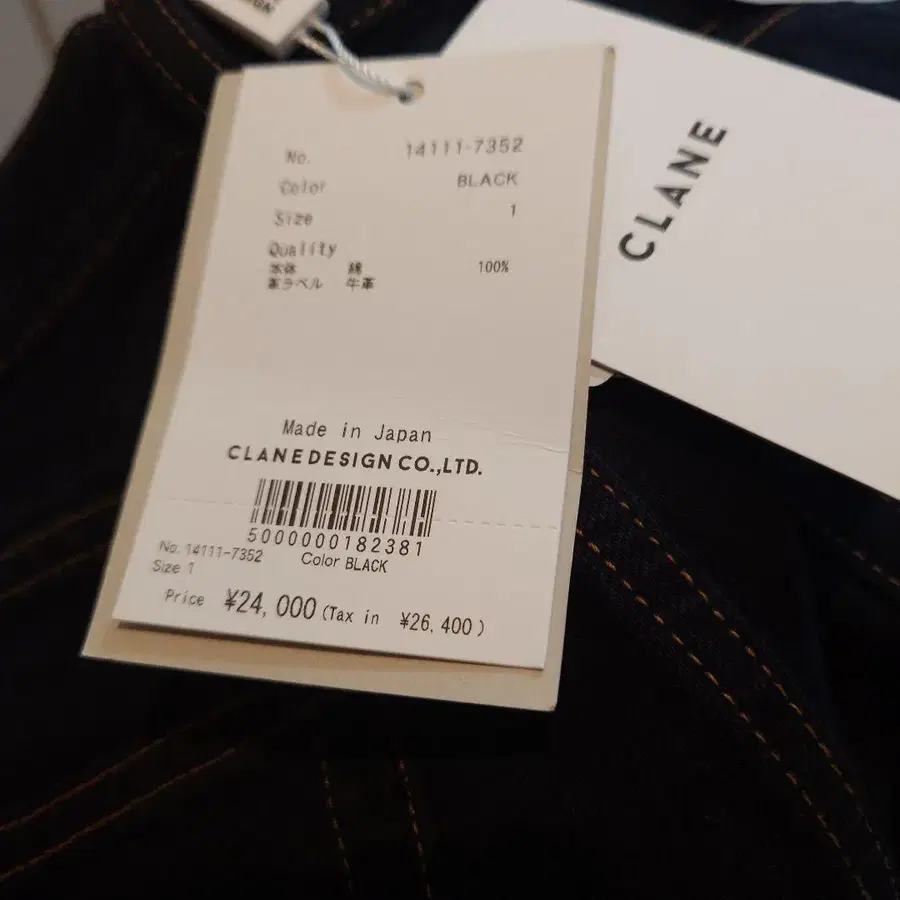 No. 14111-7352
Color BLACK
Size 1
Quality
本体 綿 100%
革ラベル 牛革
Made in Japan
CLANEDESIGN CO.,LTD.
5000000182381
No. 14111-7352 Color BLACK
Size 1
Price ¥24,000 (Tax in ¥26,400)
CLANE